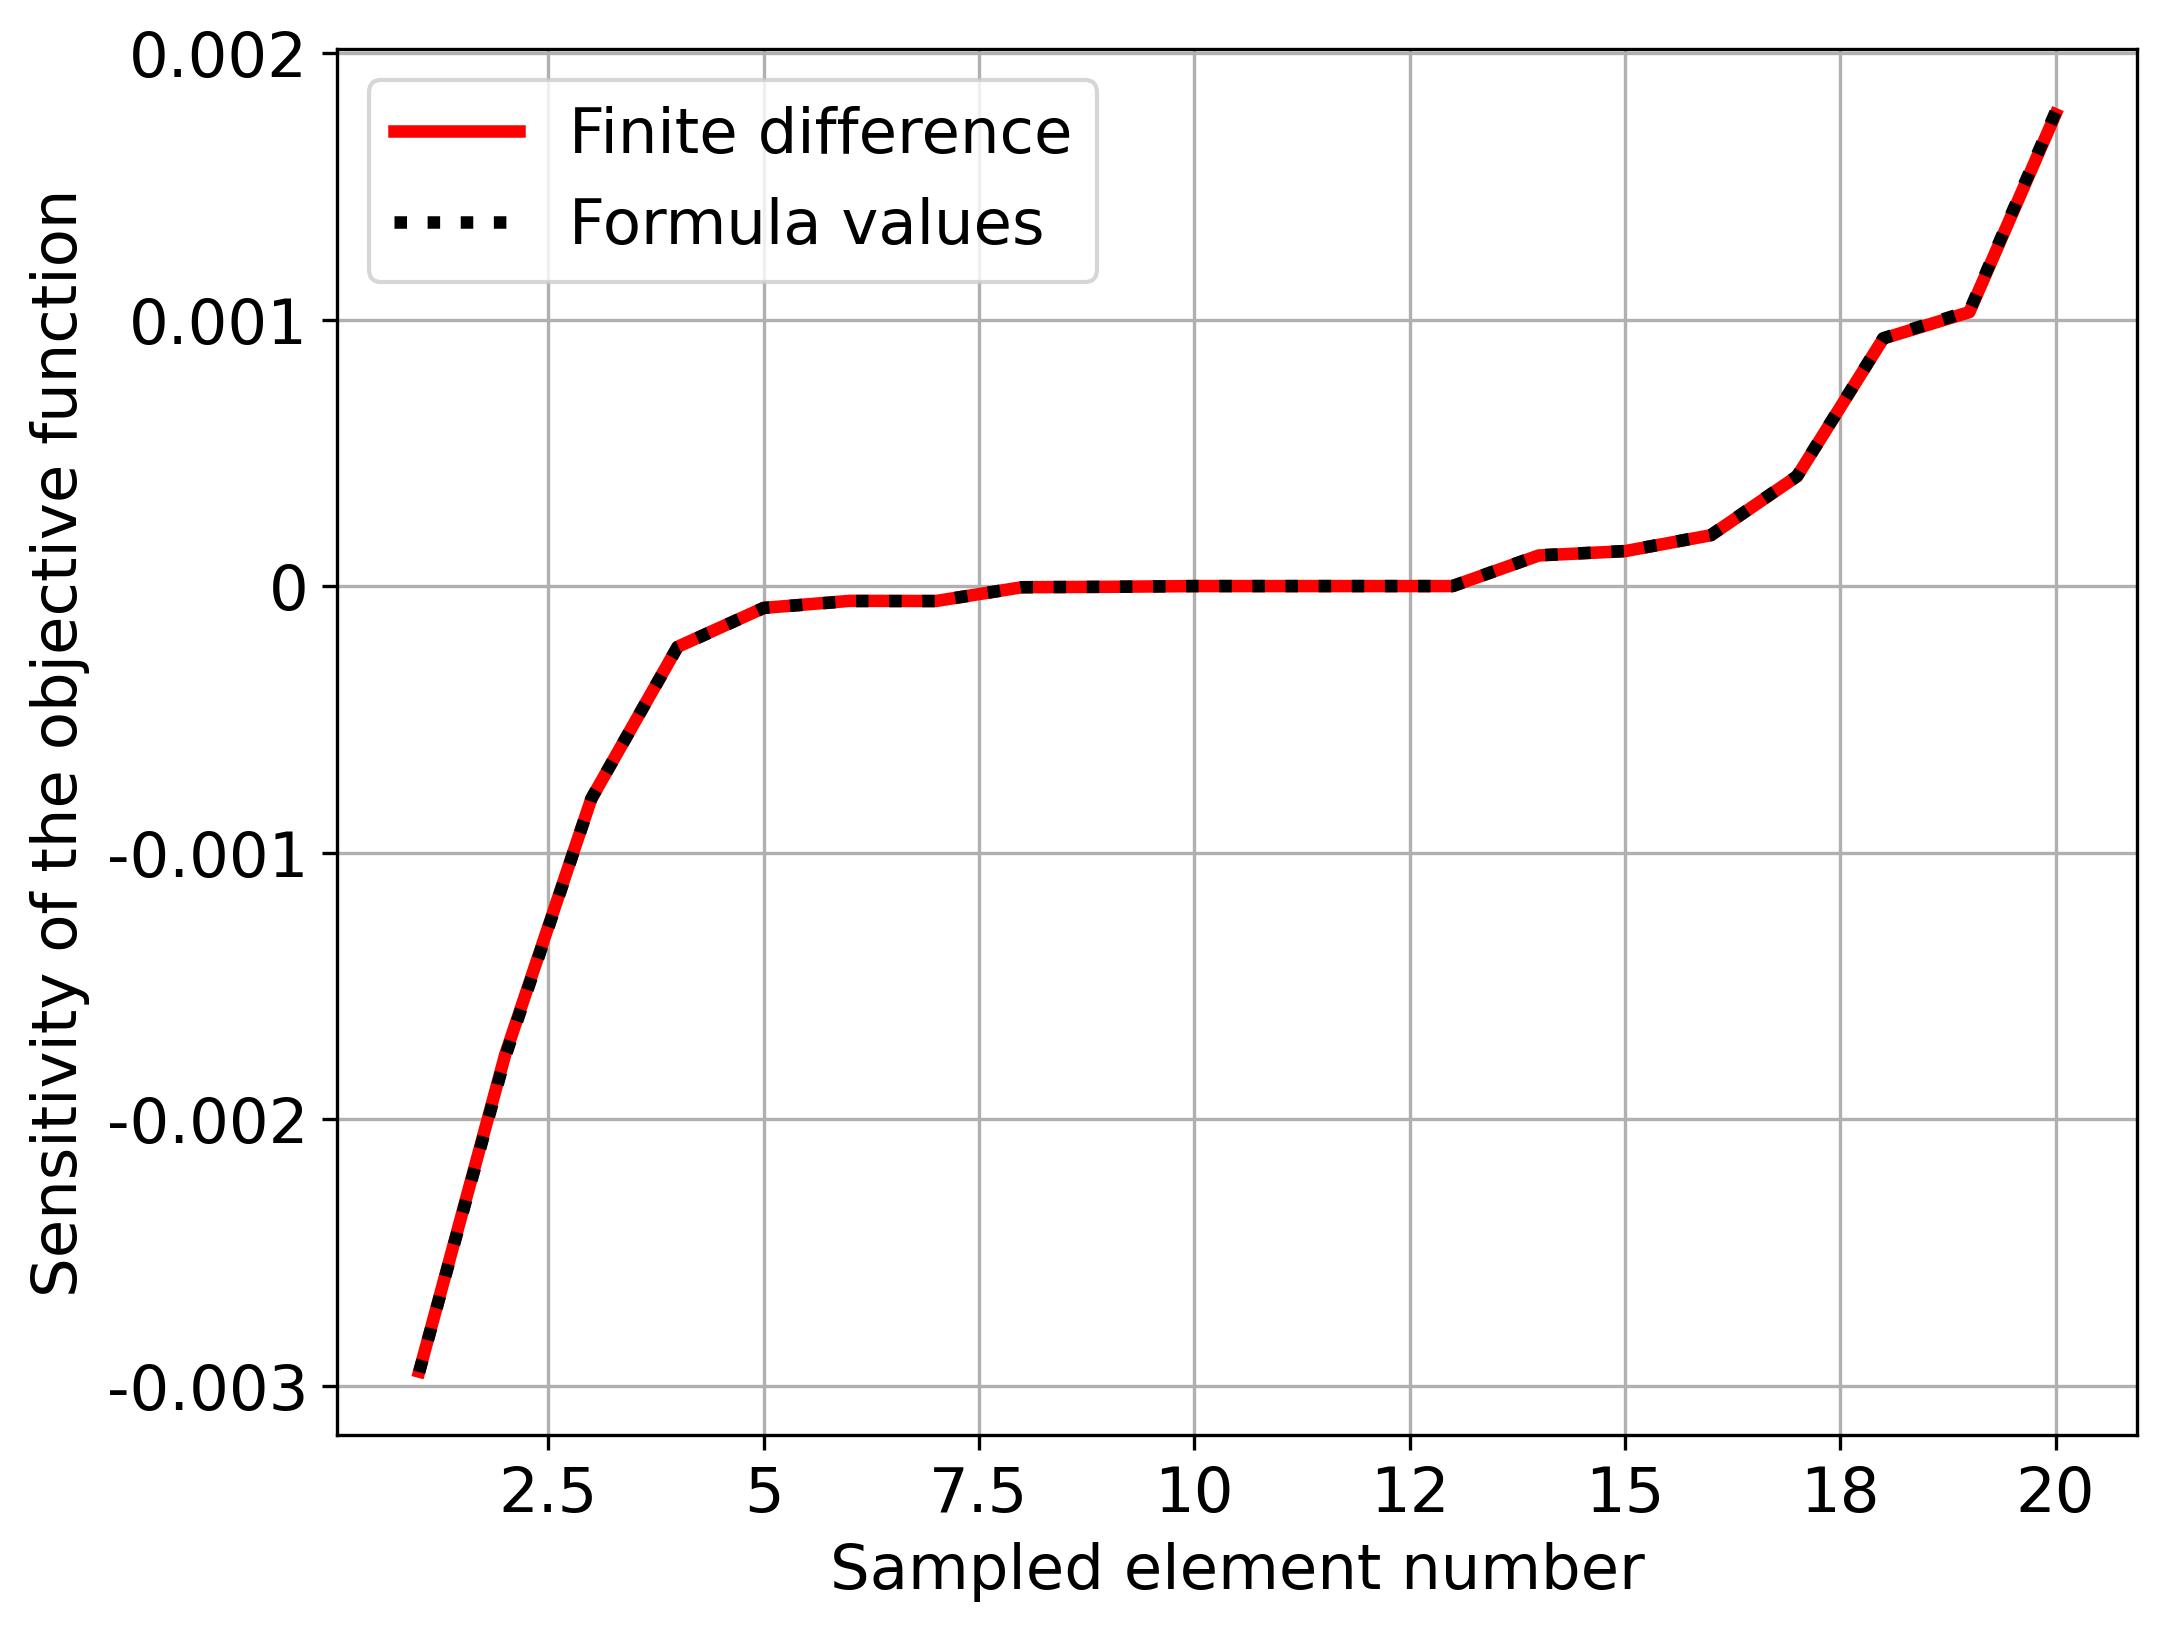 0.002
0.001
0
-0.001
-0.002
-0.003
Sensitivity of the objective function
Finite difference
Formula values
2.5 5 7.5 10 12 15 18 20
Sampled element number